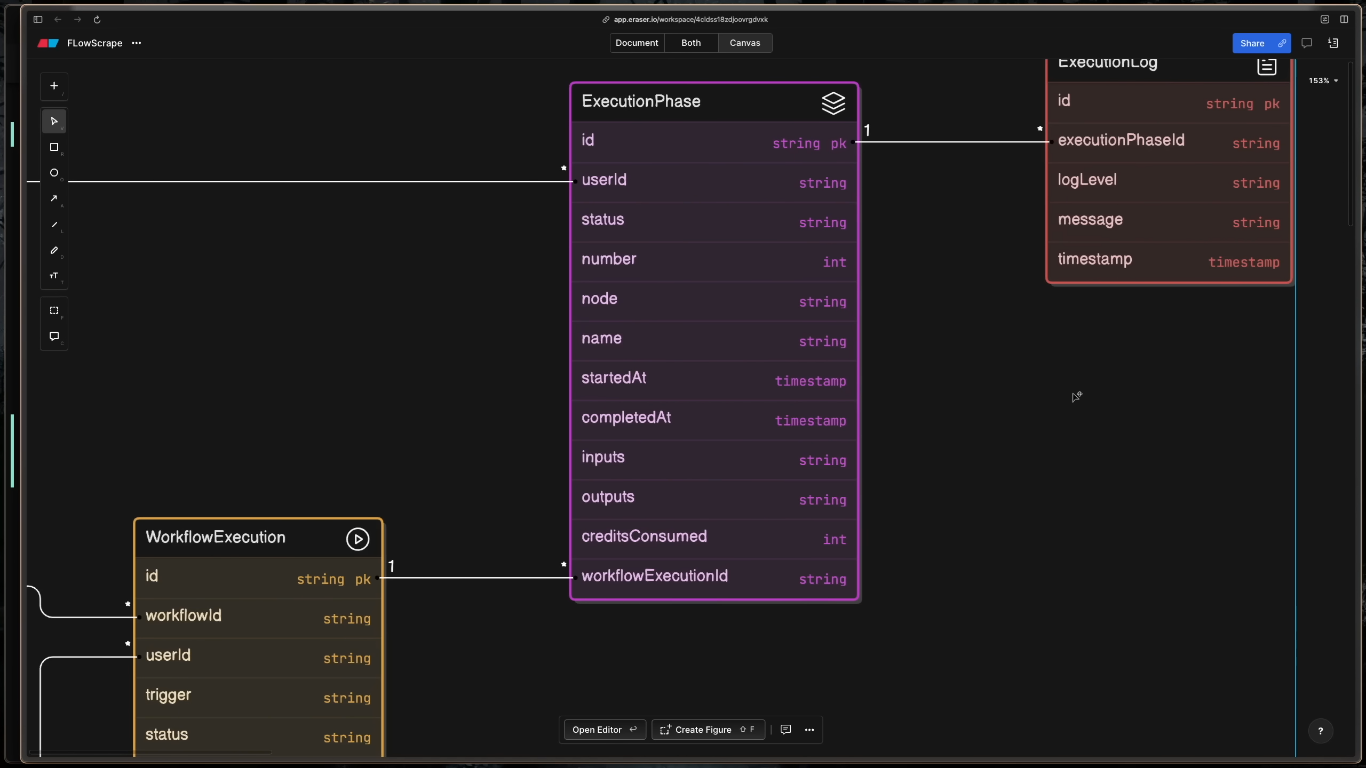 app.eraser.io/workspace/4cldss18zdjoovrgdvxk
FLowScrape
Document Both Canvas
Share
153%
ExecutionPhase
id string pk
userId string
status string
number int
node string
name string
startedAt timestamp
completedAt timestamp
inputs string
outputs string
creditsConsumed int
workflowExecutionId string
1 *
*
ExecutionLog
id string pk
executionPhaseId string
logLevel string
message string
timestamp timestamp
WorkflowExecution
id string pk
workflowId string
userId string
trigger string
status string
1 *
*
*
Open Editor Create Figure F
?